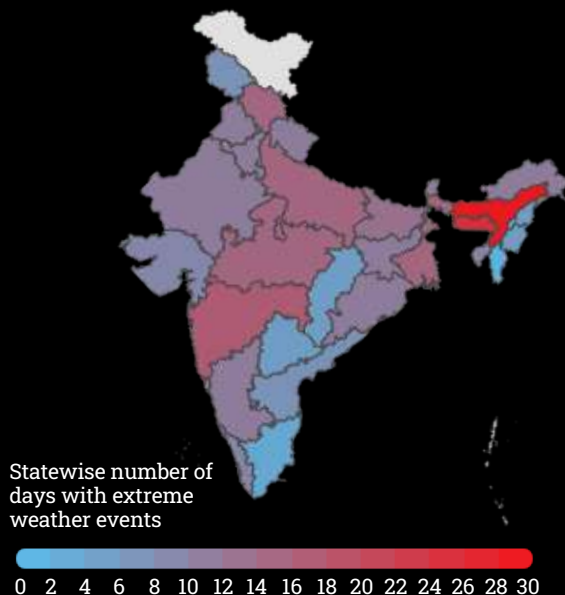 Statewise number of
days with extreme
weather events
0 2 4 6 8 10 12 14 16 18 20 22 24 26 28 30